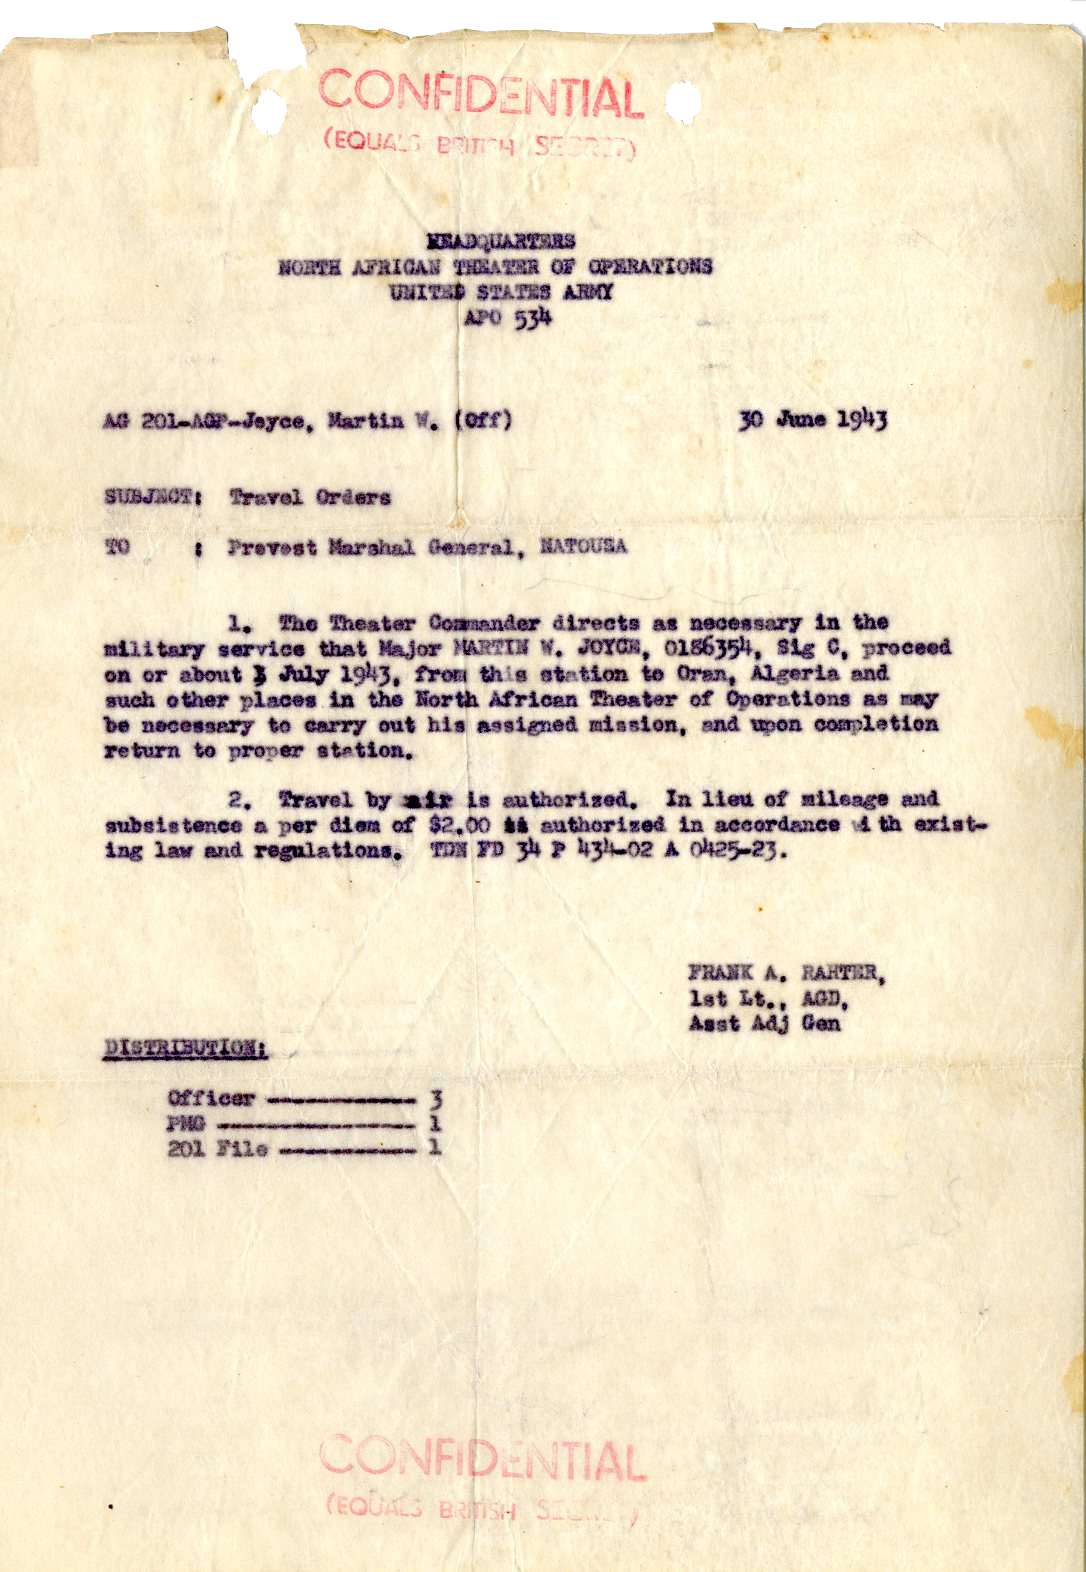 CONFIDENTIAL
(EQUALS BRITISH SECRET)
HEADQUARTERS
NORTH AFRICAN THEATER OF OPERATIONS
UNITED STATES ARMY
APO 534
AG 201-AGP-Joyce, Martin W. (Off) 30 June 1943
SUBJECT: Travel Orders
TO : Provost Marshal General, NATOUSA
1. The Theater Commander directs as necessary in the
military service that Major MARTIN W. JOYCE, O186354, Sig C, proceed
on or about July 1943, from this station to Oran, Algeria and
such other places in the North African Theater of Operations as may
be necessary to carry out his assigned mission, and upon completion
return to proper station.
2. Travel by air is authorized. In lieu of mileage and
subsistence a per diem of $2.00 is authorized in accordance with exist-
ing law and regulations. TDN FD 34 P 434-02 A 0425-23.
FRANK A. RAHTER,
1st Lt., AGD,
Asst Adj Gen
DISTRIBUTION:
Officer ------------ 3
PMG ---------------- 1
201 File ----------- 1
CONFIDENTIAL
(EQUALS BRITISH SECRET)